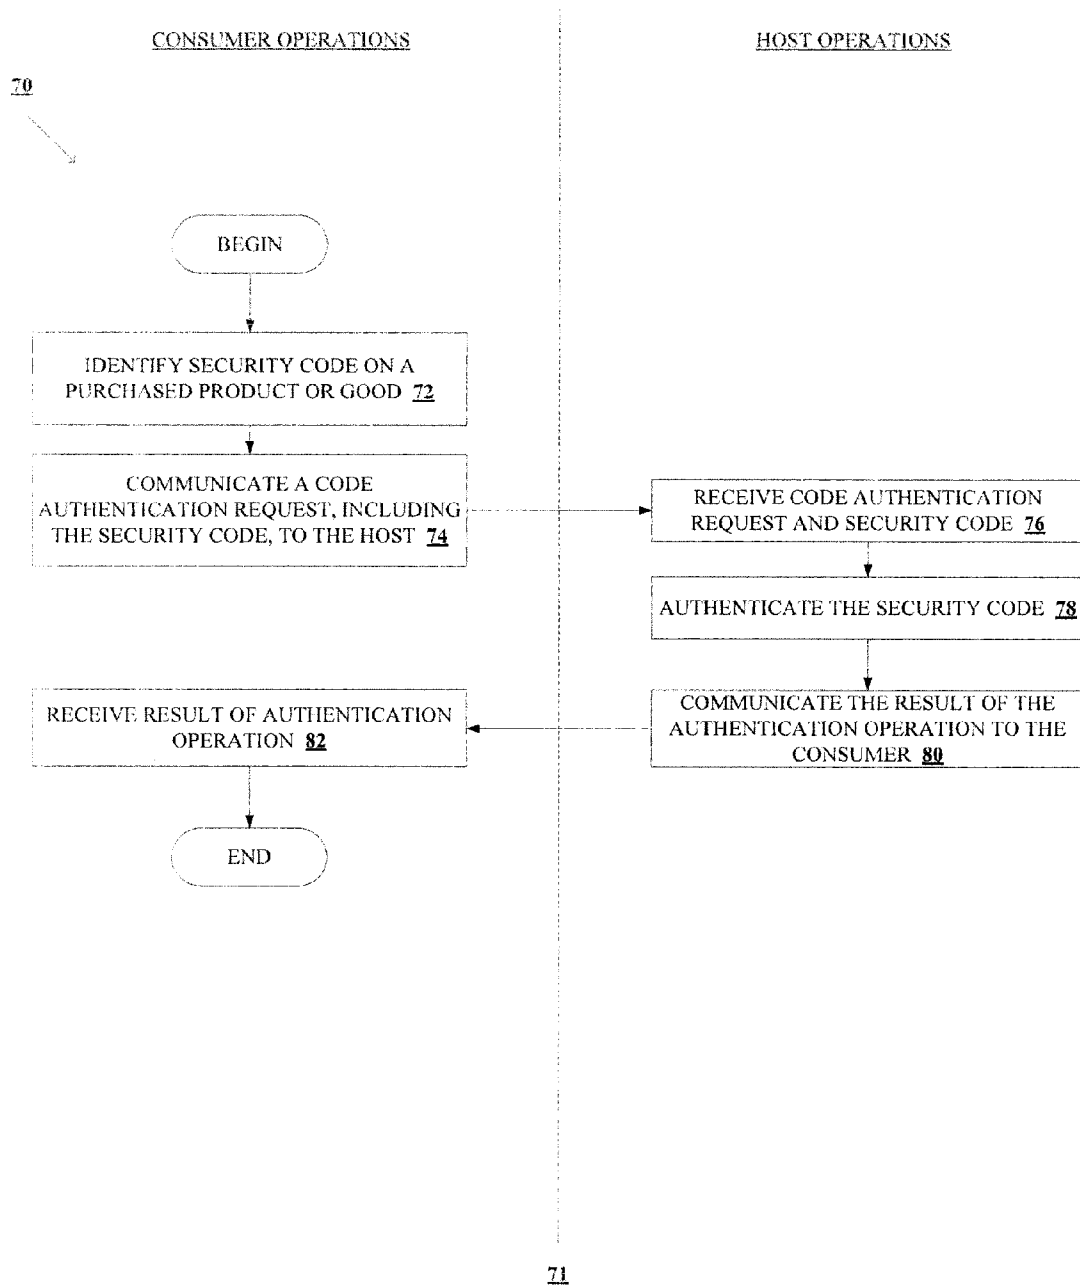 CONSUMER OPERATIONS
HOST OPERATIONS
70
BEGIN
IDENTIFY SECURITY CODE ON A
PURCHASED PRODUCT OR GOOD 72
COMMUNICATE A CODE
AUTHENTICATION REQUEST, INCLUDING
THE SECURITY CODE, TO THE HOST 74
RECEIVE CODE AUTHENTICATION
REQUEST AND SECURITY CODE 76
AUTHENTICATE THE SECURITY CODE 78
COMMUNICATE THE RESULT OF THE
AUTHENTICATION OPERATION TO THE
CONSUMER 80
RECEIVE RESULT OF AUTHENTICATION
OPERATION 82
END
71